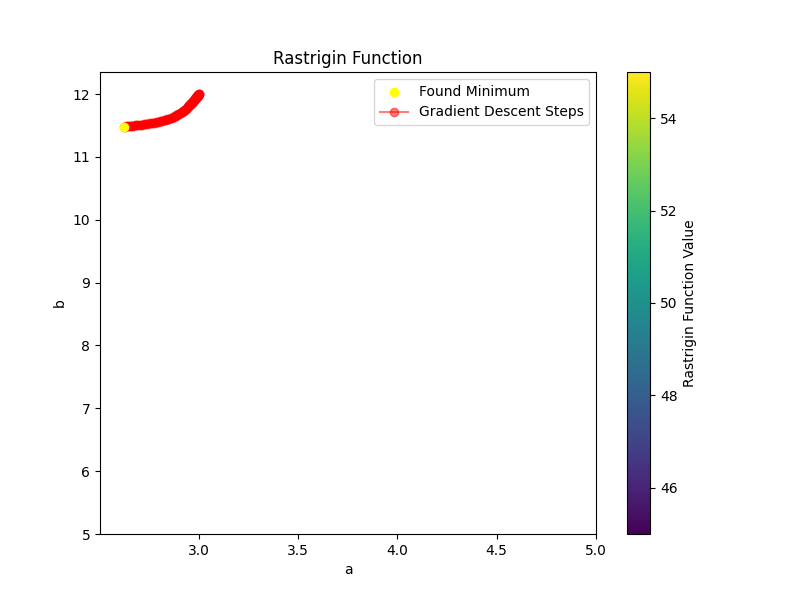 Rastrigin Function
Found Minimum
Gradient Descent Steps
12
11
10
9
8
7
6
5
b
3.0 3.5 4.0 4.5 5.0
a
54
52
50
48
46
Rastrigin Function Value